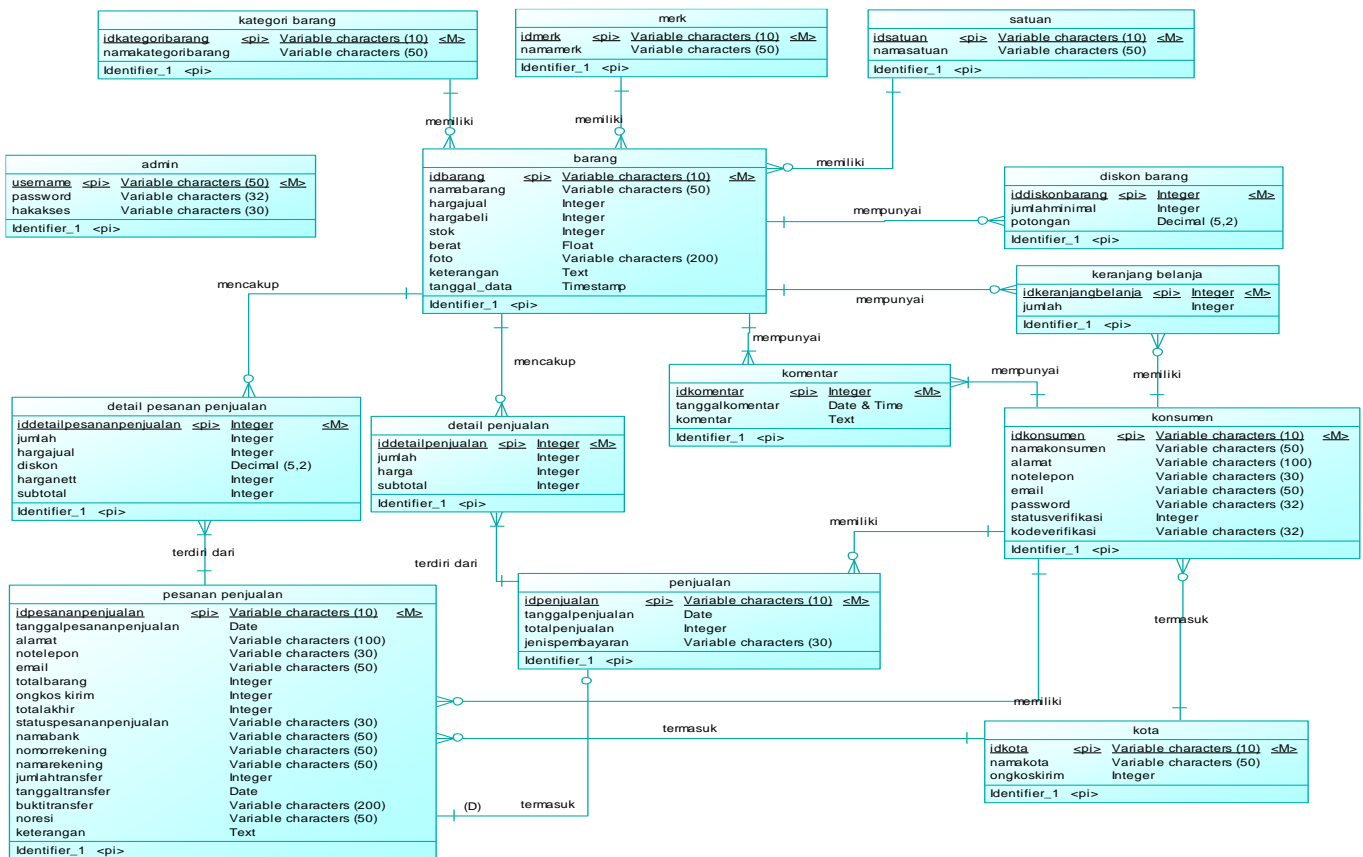 kategori barang
idkategoribarang <pi> Variable characters (10) <M>
namakategoribarang Variable characters (50)
Identifier_1 <pi>
merk
idmerk <pi> Variable characters (10) <M>
namamerk Variable characters (50)
Identifier_1 <pi>
satuan
idsatuan <pi> Variable characters (10) <M>
namasatuan Variable characters (50)
Identifier_1 <pi>
memiliki
memiliki
memiliki
admin
username <pi> Variable characters (50) <M>
password Variable characters (32)
hakakses Variable characters (30)
Identifier_1 <pi>
barang
idbarang <pi> Variable characters (10) <M>
namabarang Variable characters (50)
hargajual Integer
hargabeli Integer
stok Integer
berat Float
foto Variable characters (200)
keterangan Text
tanggal_data Timestamp
Identifier_1 <pi>
mempunyai
diskon barang
iddiskonbarang <pi> Integer <M>
jumlahminimal Integer
potongan Decimal (5,2)
Identifier_1 <pi>
mempunyai
keranjang belanja
idkeranjangbelanja <pi> Integer <M>
jumlah Integer
Identifier_1 <pi>
mencakup
mencakup
mempunyai
mempunyai
memiliki
komentar
idkomentar <pi> Integer <M>
tanggalkomentar Date & Time
komentar Text
Identifier_1 <pi>
detail pesanan penjualan
iddetailpesananpenjualan <pi> Integer <M>
jumlah Integer
hargajual Integer
diskon Decimal (5,2)
harganett Integer
subtotal Integer
Identifier_1 <pi>
detail penjualan
iddetailpenjualan <pi> Integer <M>
jumlah Integer
harga Integer
subtotal Integer
Identifier_1 <pi>
konsumen
idkonsumen <pi> Variable characters (10) <M>
namakonsumen Variable characters (50)
alamat Variable characters (100)
notelepon Variable characters (30)
email Variable characters (50)
password Variable characters (32)
statusverifikasi Integer
kodeverifikasi Variable characters (32)
Identifier_1 <pi>
memiliki
terdiri dari
terdiri dari
pesanan penjualan
idpesananpenjualan <pi> Variable characters (10) <M>
tanggalpesananpenjualan Date
alamat Variable characters (100)
notelepon Variable characters (30)
email Variable characters (50)
totalbarang Integer
ongkos kirim Integer
totalakhir Integer
statuspesananpenjualan Variable characters (30)
namabank Variable characters (50)
nomorrekening Variable characters (50)
namarekening Variable characters (50)
jumlahtransfer Integer
tanggaltransfer Date
buktitransfer Variable characters (200)
noresi Variable characters (50)
keterangan Text
Identifier_1 <pi>
penjualan
idpenjualan <pi> Variable characters (10) <M>
tanggalpenjualan Date
totalpenjualan Integer
jenispembayaran Variable characters (30)
Identifier_1 <pi>
termasuk
memiliki
termasuk
kota
idkota <pi> Variable characters (10) <M>
namakota Variable characters (50)
ongkoskirim Integer
Identifier_1 <pi>
(D) termasuk